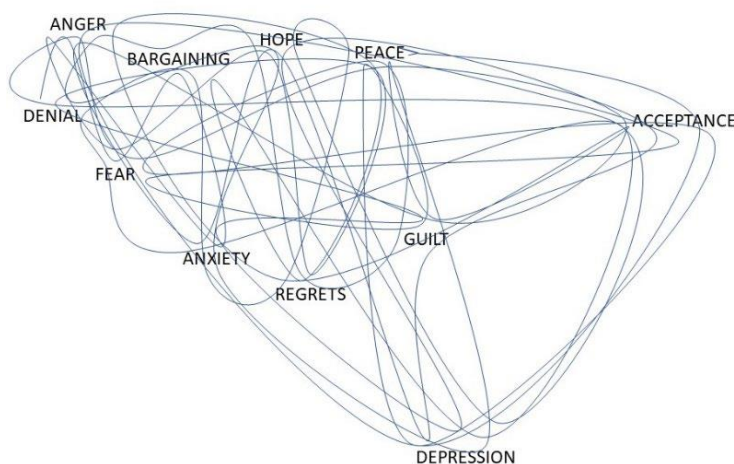 ANGER
HOPE
PEACE
BARGAINING
DENIAL
ACCEPTANCE
FEAR
GUILT
ANXIETY
REGRETS
DEPRESSION